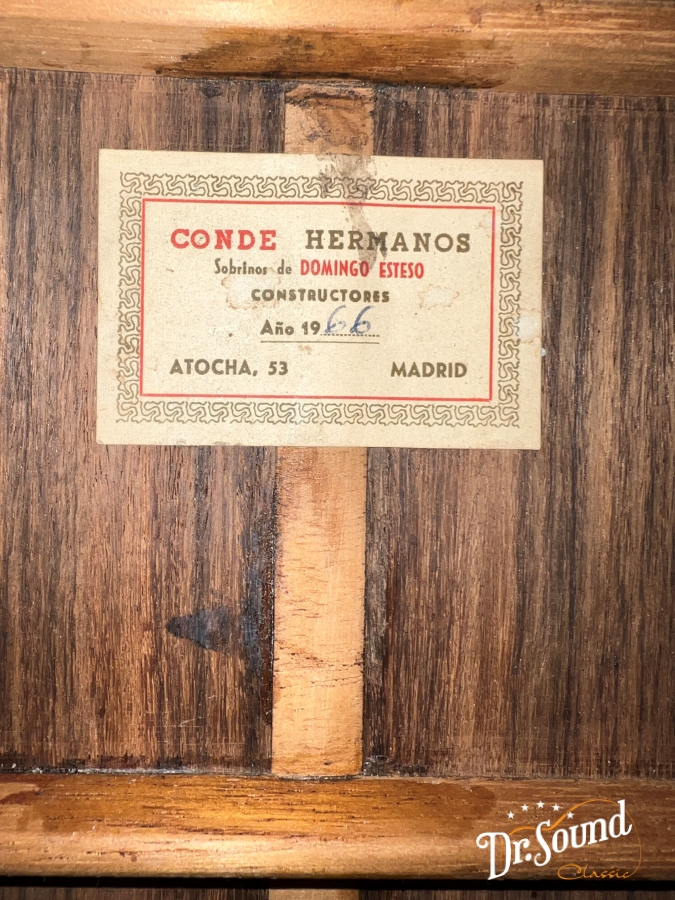 CONDE HERMANOS
Sobrinos de DOMINGO ESTESO
CONSTRUCTORES
Año 1966
ATOCHA, 53 MADRID
Dr. Sound
Classic